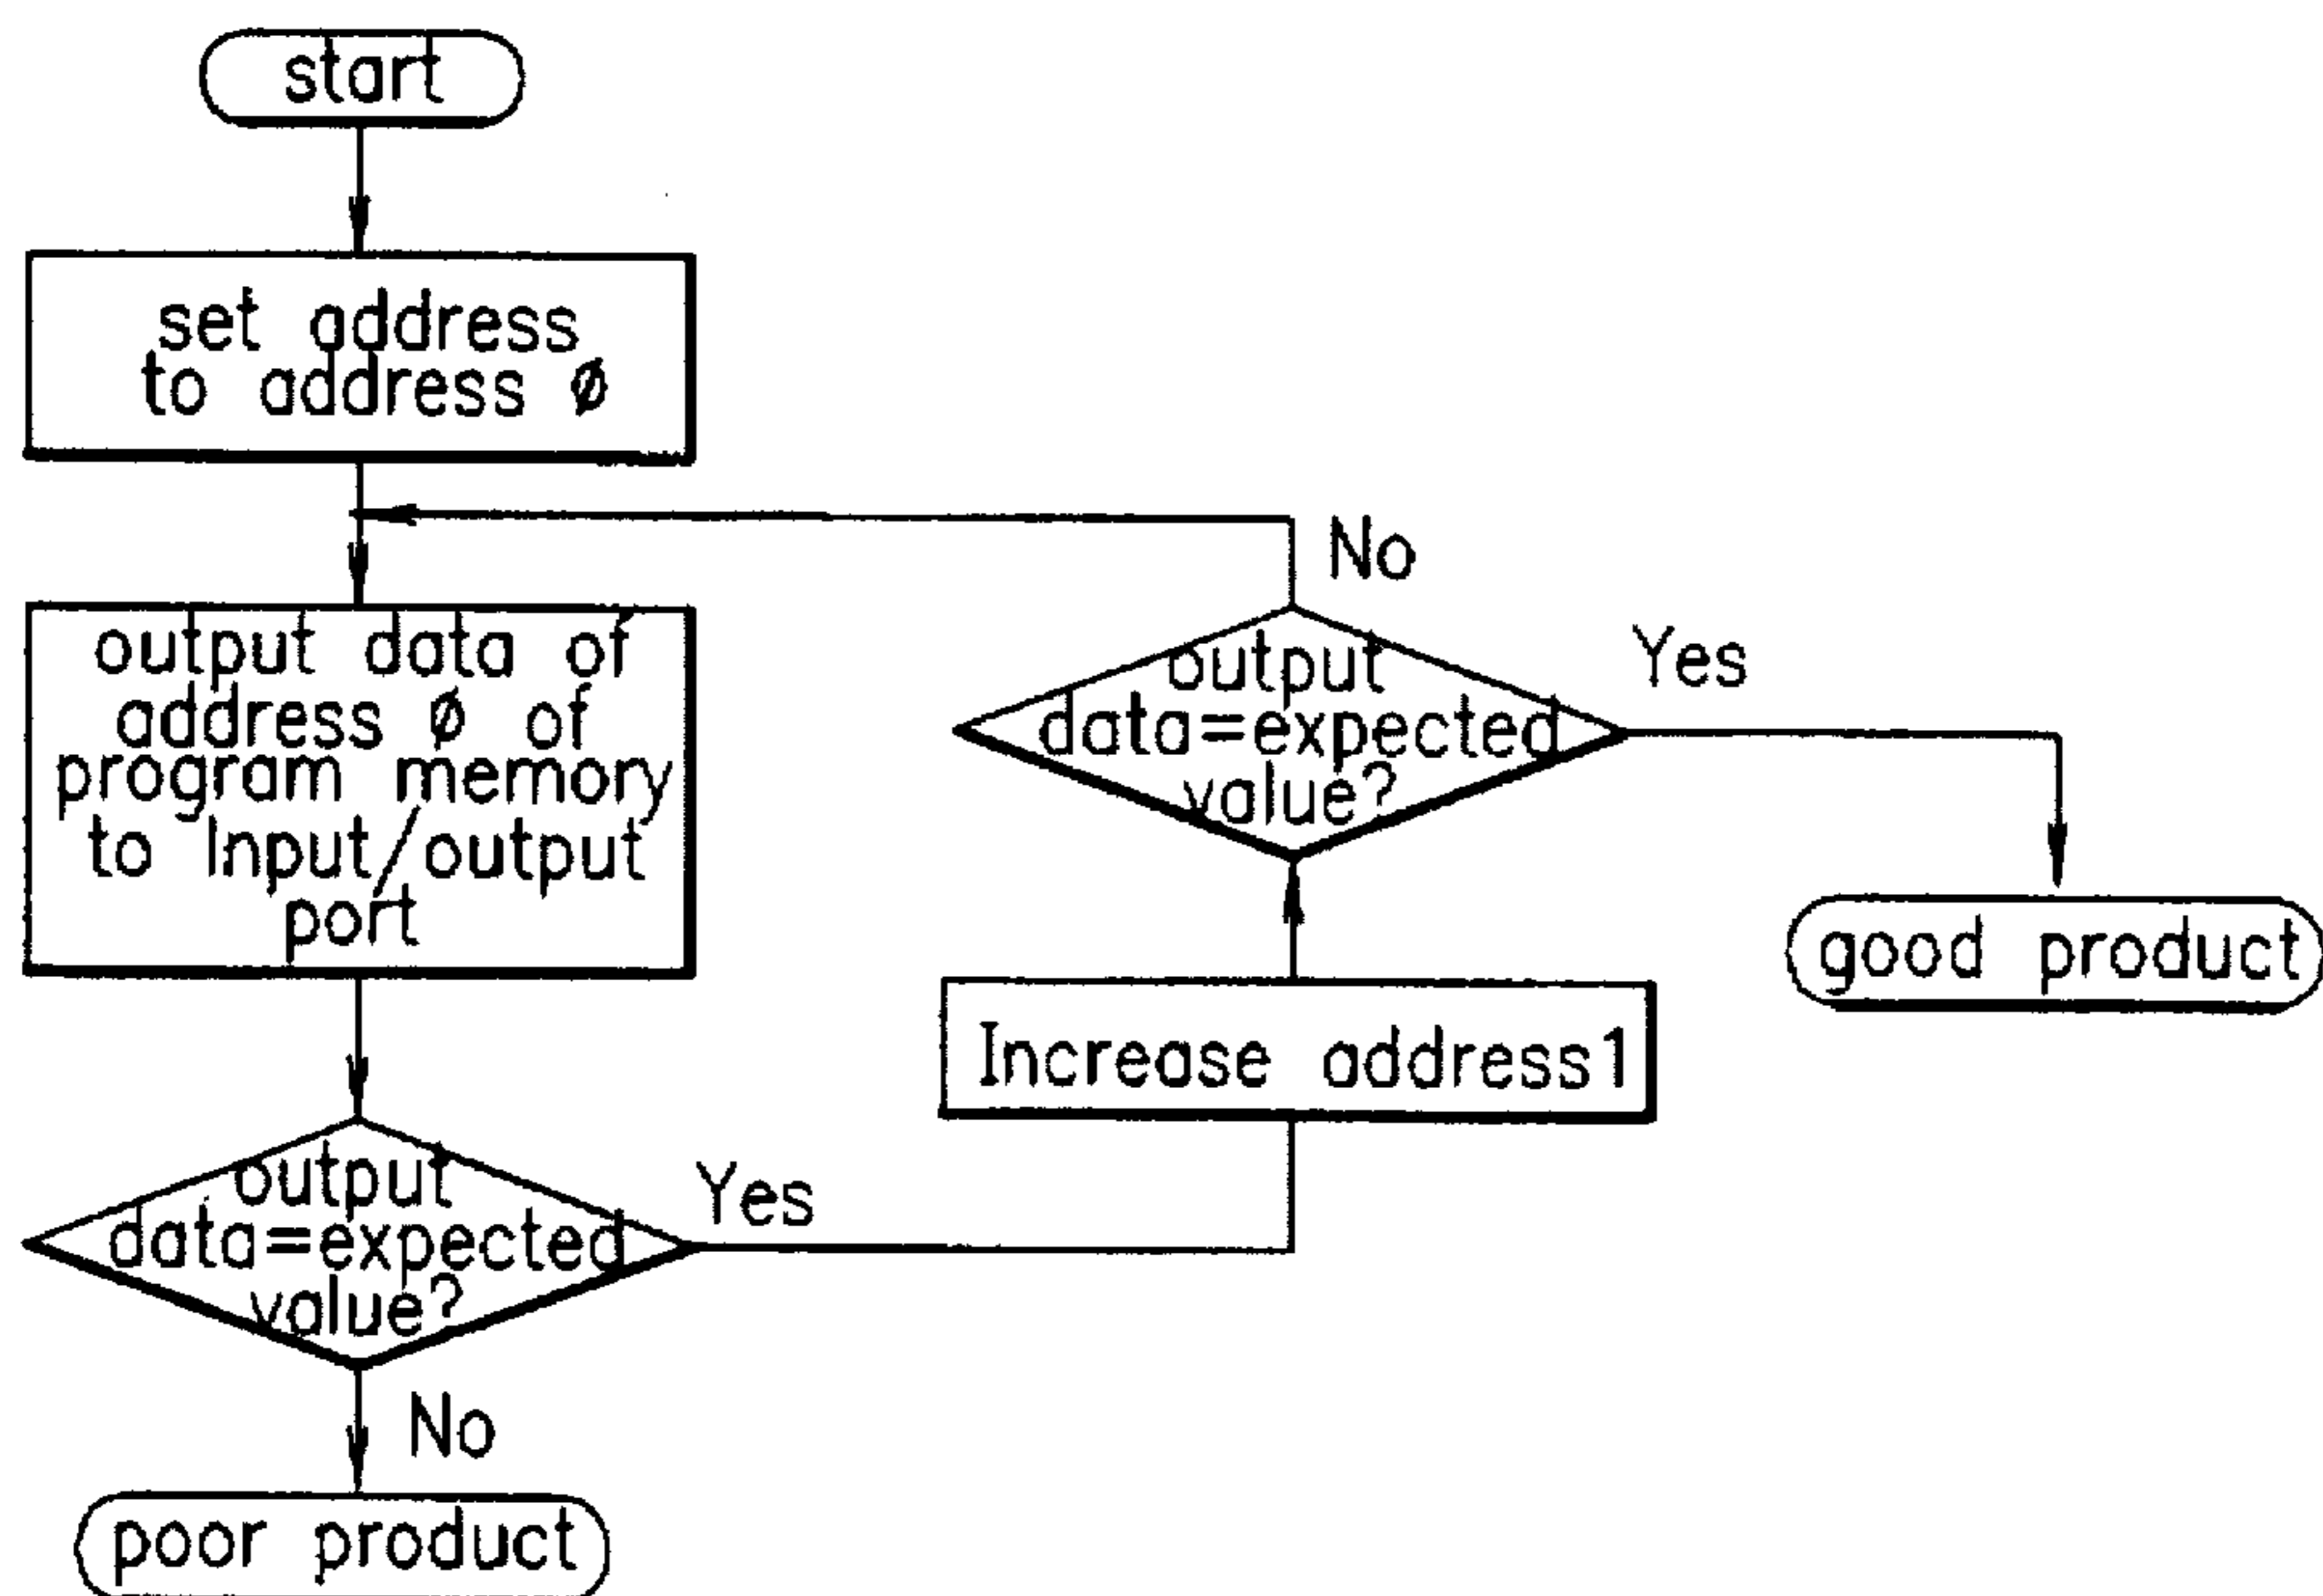 start
set address
to address Ø
output data of
address Ø of
program memory
to Input/output
port
output
data=expected
value?
Yes
No
poor product
Increase address1
output
data=expected
value?
No
Yes
good product